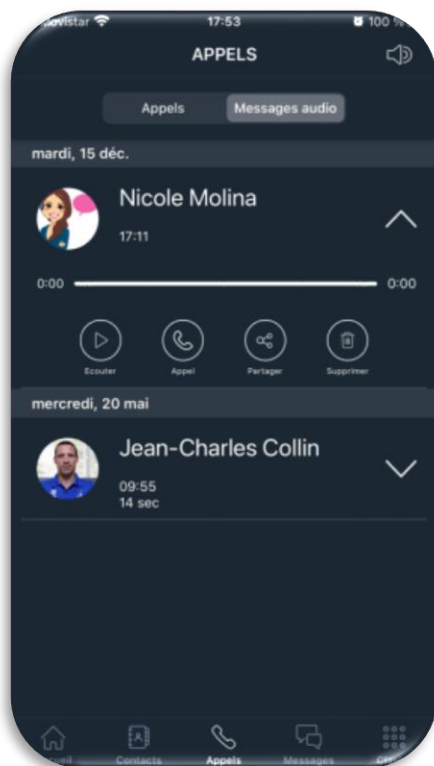 17:53
100 %
APPELS
Appels
Messages audio
mardi, 15 déc.
Nicole Molina
17:11
0:00
0:00
Ecouter
Appel
Partager
Supprimer
mercredi, 20 mai
Jean-Charles Collin
09:55
14 sec
Contacts
Appels
Messages